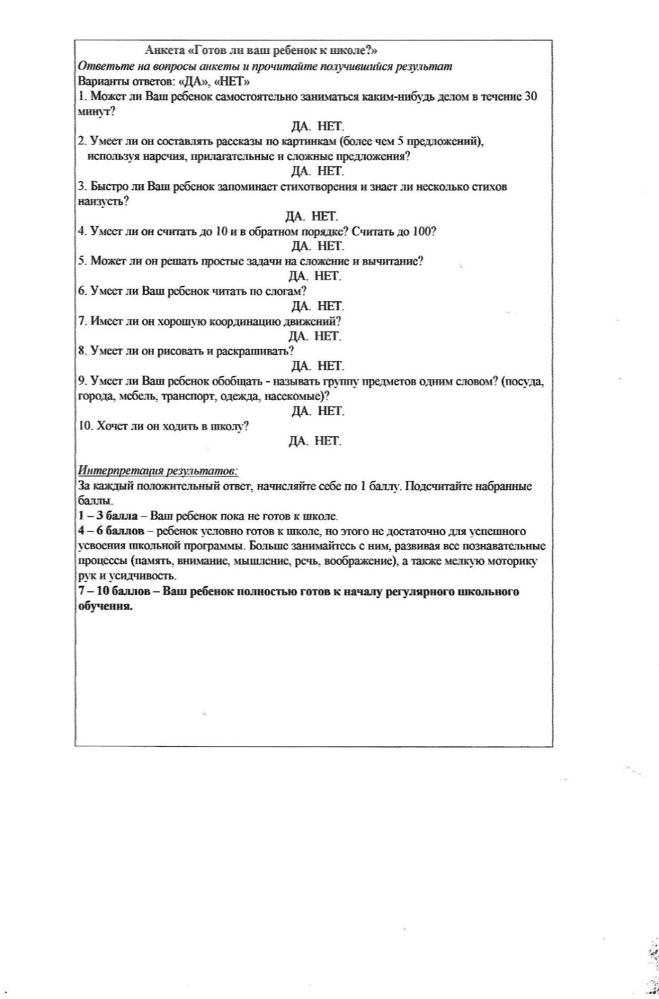 Анкета «Готов ли ваш ребенок к школе?»
Ответьте на вопросы анкеты и прочитайте получившийся результат
Варианты ответов: «ДА», «НЕТ»
1. Может ли Ваш ребенок самостоятельно заниматься каким-нибудь делом в течение 30
минут?
ДА. НЕТ.
2. Умеет ли он составлять рассказы по картинкам (более чем 5 предложений),
используя наречия, прилагательные и сложные предложения?
ДА. НЕТ.
3. Быстро ли Ваш ребенок запоминает стихотворения и знает ли несколько стихов
наизусть?
ДА. НЕТ.
4. Умеет ли он считать до 10 и в обратном порядке? Считать до 100?
ДА. НЕТ.
5. Может ли он решать простые задачи на сложение и вычитание?
ДА. НЕТ.
6. Умеет ли Ваш ребенок читать по слогам?
ДА. НЕТ.
7. Имеет ли он хорошую координацию движений?
ДА. НЕТ.
8. Умеет ли он рисовать и раскрашивать?
ДА. НЕТ.
9. Умеет ли Ваш ребенок обобщать - называть группу предметов одним словом? (посуда,
города, мебель, транспорт, одежда, насекомые)?
ДА. НЕТ.
10. Хочет ли он ходить в школу?
ДА. НЕТ.
Интерпретация результатов:
За каждый положительный ответ, начисляйте себе по 1 баллу. Подсчитайте набранные
баллы.
1 – 3 балла – Ваш ребенок пока не готов к школе.
4 – 6 баллов – ребенок условно готов к школе, но этого не достаточно для успешного
усвоения школьной программы. Больше занимайтесь с ним, развивая все познавательные
процессы (память, внимание, мышление, речь, воображение), а также мелкую моторику
рук и усидчивость.
7 – 10 баллов – Ваш ребенок полностью готов к началу регулярного школьного
обучения.